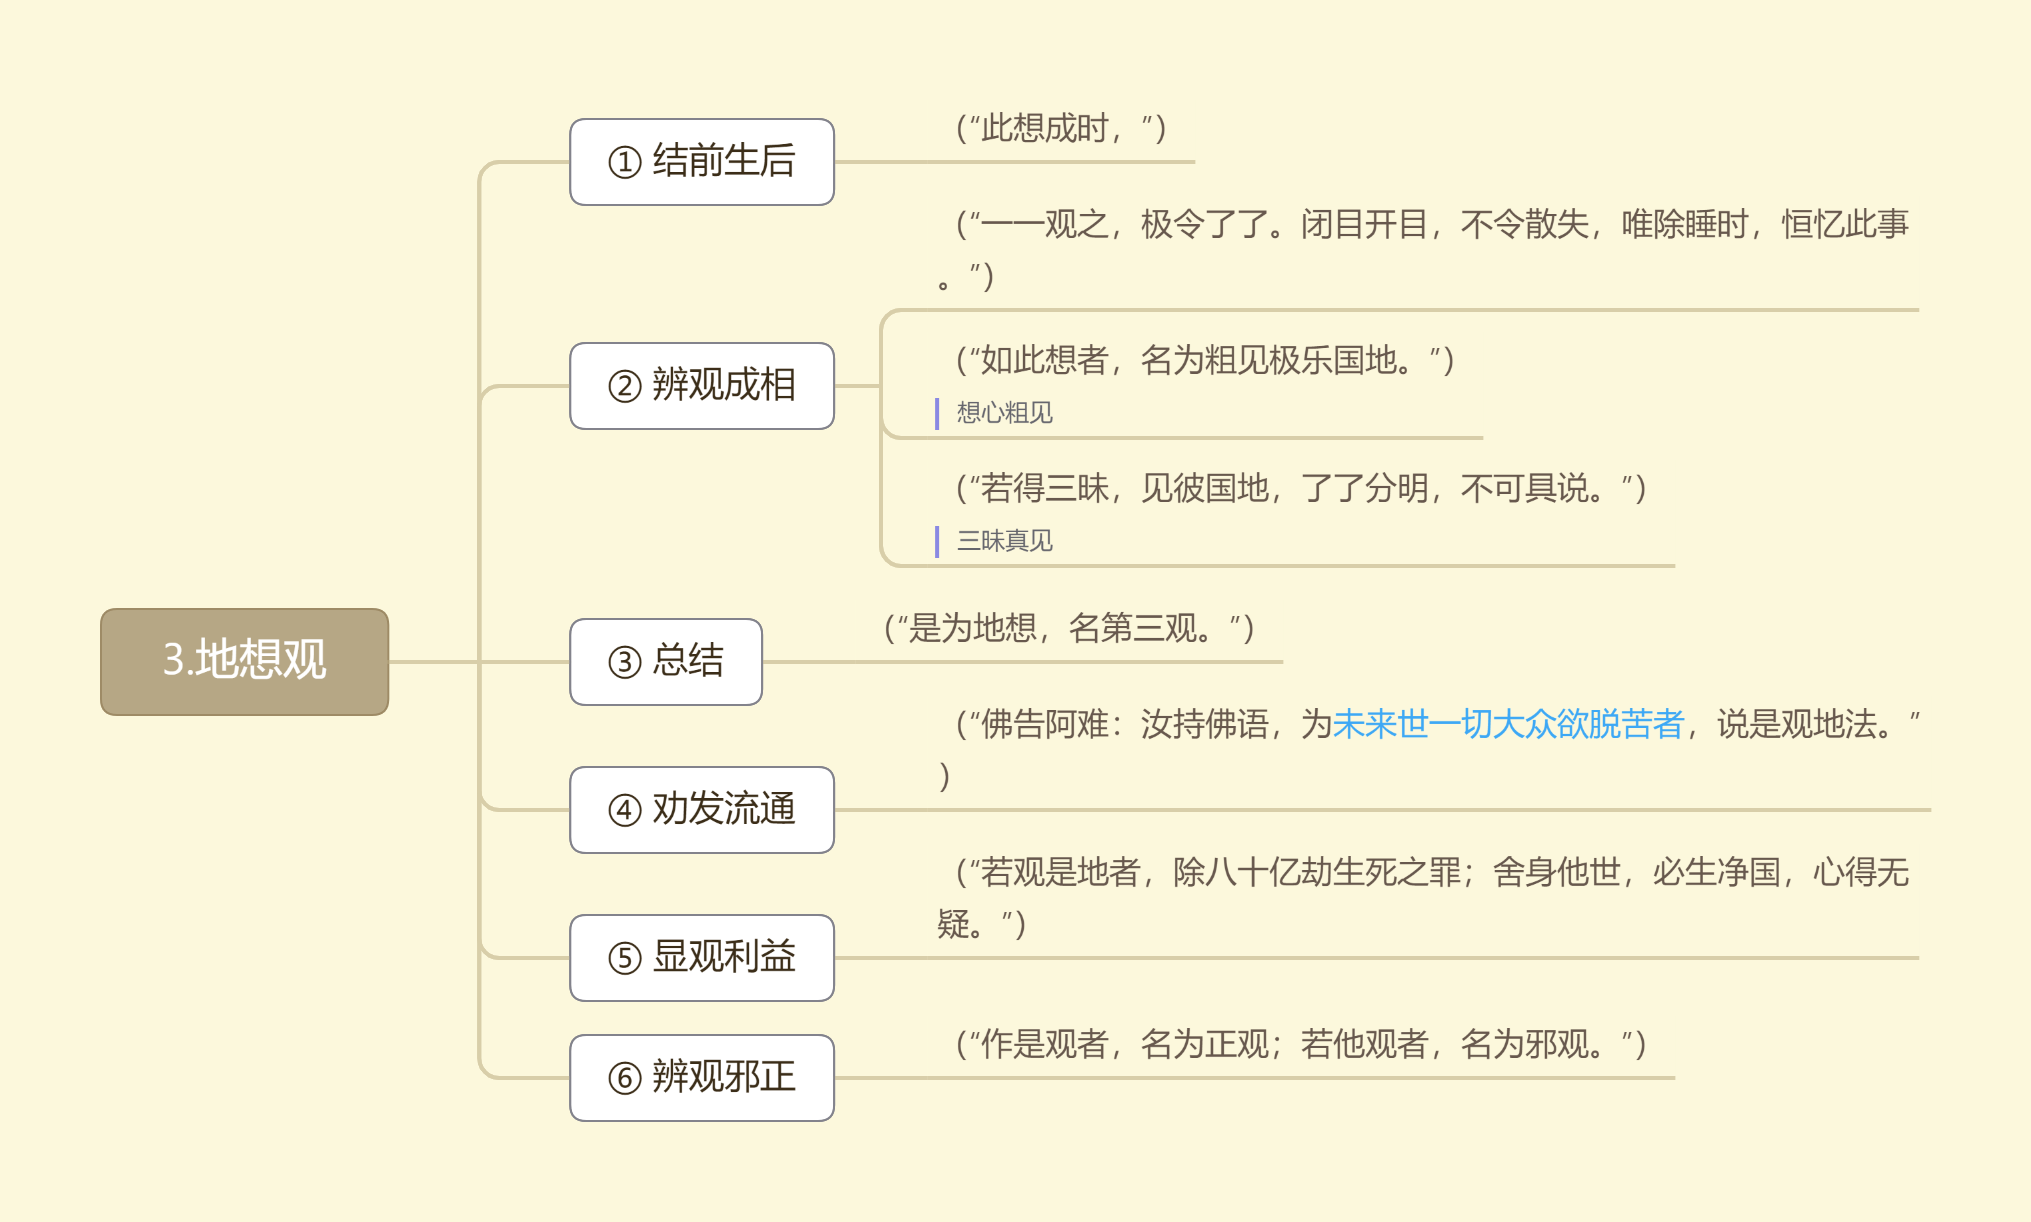 3.地想观
① 结前生后
（“此想成时，”）
② 辨观成相
（“一一观之，极令了了。闭目开目，不令散失，唯除睡时，恒忆此事
。”）
（“如此想者，名为粗见极乐国地。”）
想心粗见
（“若得三昧，见彼国地，了了分明，不可具说。”）
三昧真见
③ 总结
（“是为地想，名第三观。”）
④ 劝发流通
（“佛告阿难：汝持佛语，为未来世一切大众欲脱苦者，说是观地法。”
）
⑤ 显观利益
（“若观是地者，除八十亿劫生死之罪；舍身他世，必生净国，心得无
疑。”）
⑥ 辨观邪正
（“作是观者，名为正观；若他观者，名为邪观。”）